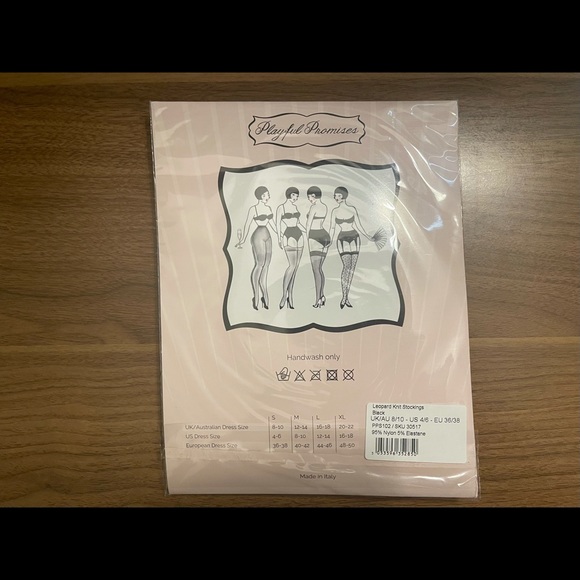 Playful Promises
Handwash only
S M L XL
UK/Australian Dress Size 8-10 12-14 16-18 20-22
US Dress Size 4-6 8-10 12-14 16-18
European Dress Size 36-38 40-42 44-46 48-50
Made in Italy
Leopard Knit Stockings
Black
UK/AU 8/10 - US 4/6 - EU 36/38
PPS102 / SKU 30517
95% Nylon 5% Elastane